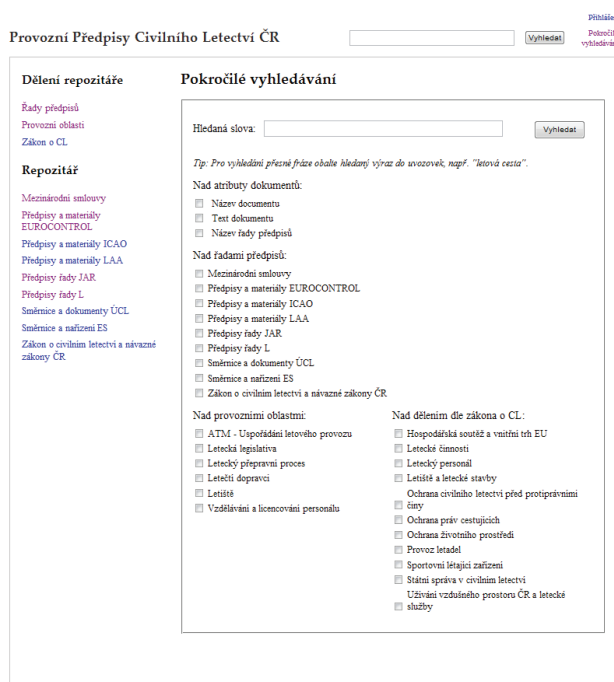 Přihláše
Provozní Předpisy Civilního Letectví ČR
Vyhledat
Pokročil
vyhledáván
Dělení repozitáře
Řady předpisů
Provozní oblasti
Zákon o CL
Repozitář
Mezinárodní smlouvy
Předpisy a materiály
EUROCONTROL
Předpisy a materiály ICAO
Předpisy a materiály LAA
Předpisy řady JAR
Předpisy řady L
Směrnice a dokumenty ÚCL
Směrnice a nařízení ES
Zákon o civilním letectví a návazné
zákony ČR
Pokročilé vyhledávání
Hledaná slova:
Vyhledat
Tip: Pro vyhledání přesné fráze obalte hledaný výraz do uvozovek, např. "letová cesta".
Nad atributy dokumentů:
Název documentu
Text dokumentu
Název řady předpisů
Nad řadami předpisů:
Mezinárodní smlouvy
Předpisy a materiály EUROCONTROL
Předpisy a materiály ICAO
Předpisy a materiály LAA
Předpisy řady JAR
Předpisy řady L
Směrnice a dokumenty ÚCL
Směrnice a nařízení ES
Zákon o civilním letectví a návazné zákony ČR
Nad provozními oblastmi:
ATM - Uspořádání letového provozu
Letecká legislativa
Letecký přepravní proces
Letečtí dopravci
Letiště
Vzdělávání a licencování personálu
Nad dělením dle zákona o CL:
Hospodářská soutěž a vnitřní trh EU
Letecké činnosti
Letecký personál
Letiště a letecké stavby
Ochrana civilního letectví před protiprávními
činy
Ochrana práv cestujících
Ochrana životního prostředí
Provoz letadel
Sportovní létající zařízení
Státní správa v civilním letectví
Užívání vzdušného prostoru ČR a letecké
služby